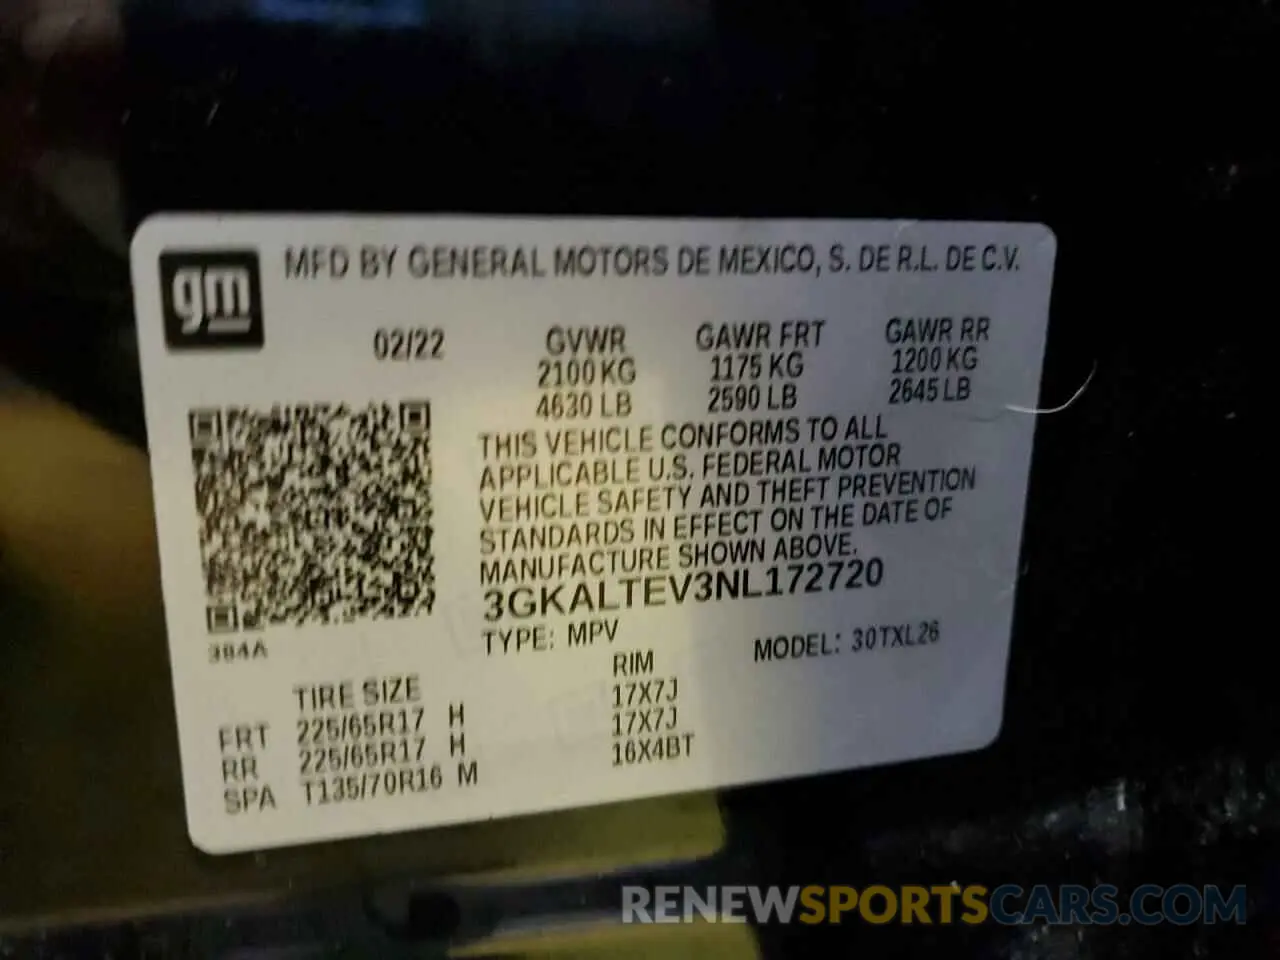 gm MFD BY GENERAL MOTORS DE MEXICO, S. DE R.L. DE C.V.
02/22 GVWR GAWR FRT GAWR RR
2100 KG 1175 KG 1200 KG
4630 LB 2590 LB 2645 LB
THIS VEHICLE CONFORMS TO ALL
APPLICABLE U.S. FEDERAL MOTOR
VEHICLE SAFETY AND THEFT PREVENTION
STANDARDS IN EFFECT ON THE DATE OF
MANUFACTURE SHOWN ABOVE.
3GKALTEV3NL172720
384A
TYPE: MPV MODEL: 30TXL26
TIRE SIZE RIM
FRT 225/65R17 H 17X7J
RR 225/65R17 H 17X7J
SPA T135/70R16 M 16X4BT
RENEWSPORTSCARS.COM